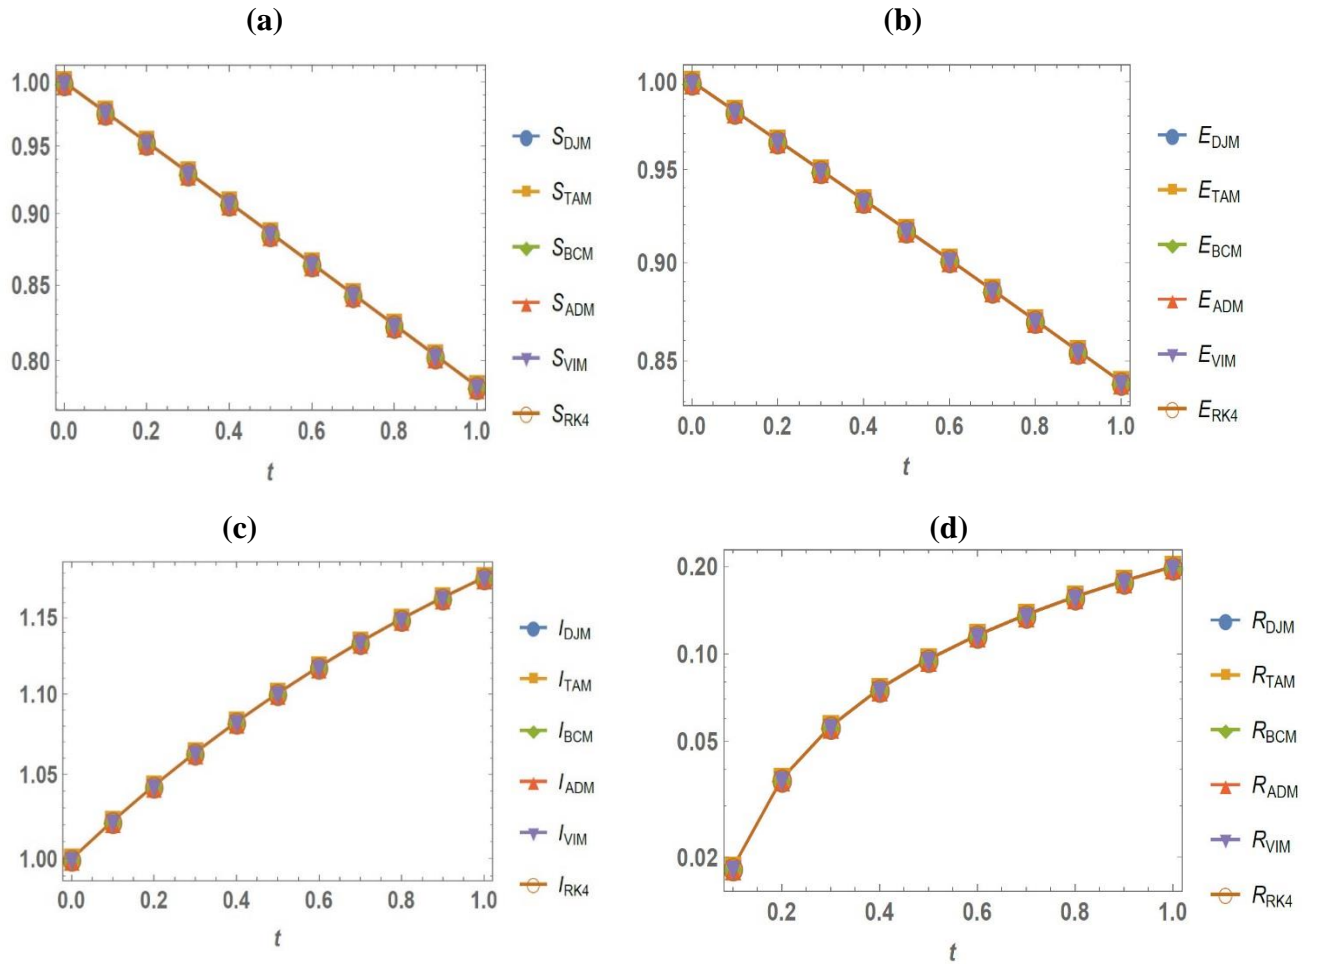 (a)
1.00
0.95
0.90
0.85
0.80
0.0 0.2 0.4 0.6 0.8 1.0
t
S_DJM
S_TAM
S_BCM
S_ADM
S_VIM
S_RK4
(b)
1.00
0.95
0.90
0.85
0.0 0.2 0.4 0.6 0.8 1.0
t
E_DJM
E_TAM
E_BCM
E_ADM
E_VIM
E_RK4
(c)
1.15
1.10
1.05
1.00
0.0 0.2 0.4 0.6 0.8 1.0
t
I_DJM
I_TAM
I_BCM
I_ADM
I_VIM
I_RK4
(d)
0.20
0.10
0.05
0.02
0.2 0.4 0.6 0.8 1.0
t
R_DJM
R_TAM
R_BCM
R_ADM
R_VIM
R_RK4